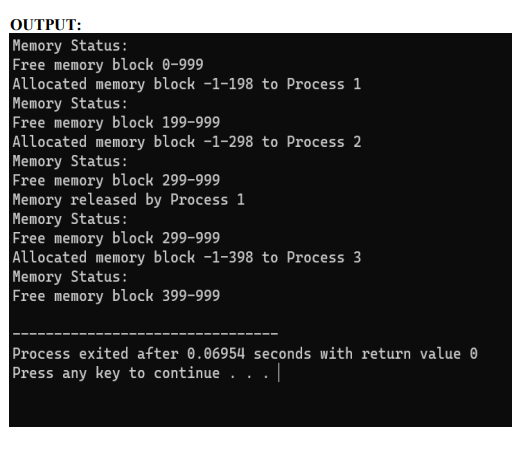 OUTPUT:
Memory Status:
Free memory block 0-999
Allocated memory block -1-198 to Process 1
Memory Status:
Free memory block 199-999
Allocated memory block -1-298 to Process 2
Memory Status:
Free memory block 299-999
Memory released by Process 1
Memory Status:
Free memory block 299-999
Allocated memory block -1-398 to Process 3
Memory Status:
Free memory block 399-999
--------------------------------
Process exited after 0.06954 seconds with return value 0
Press any key to continue . . .